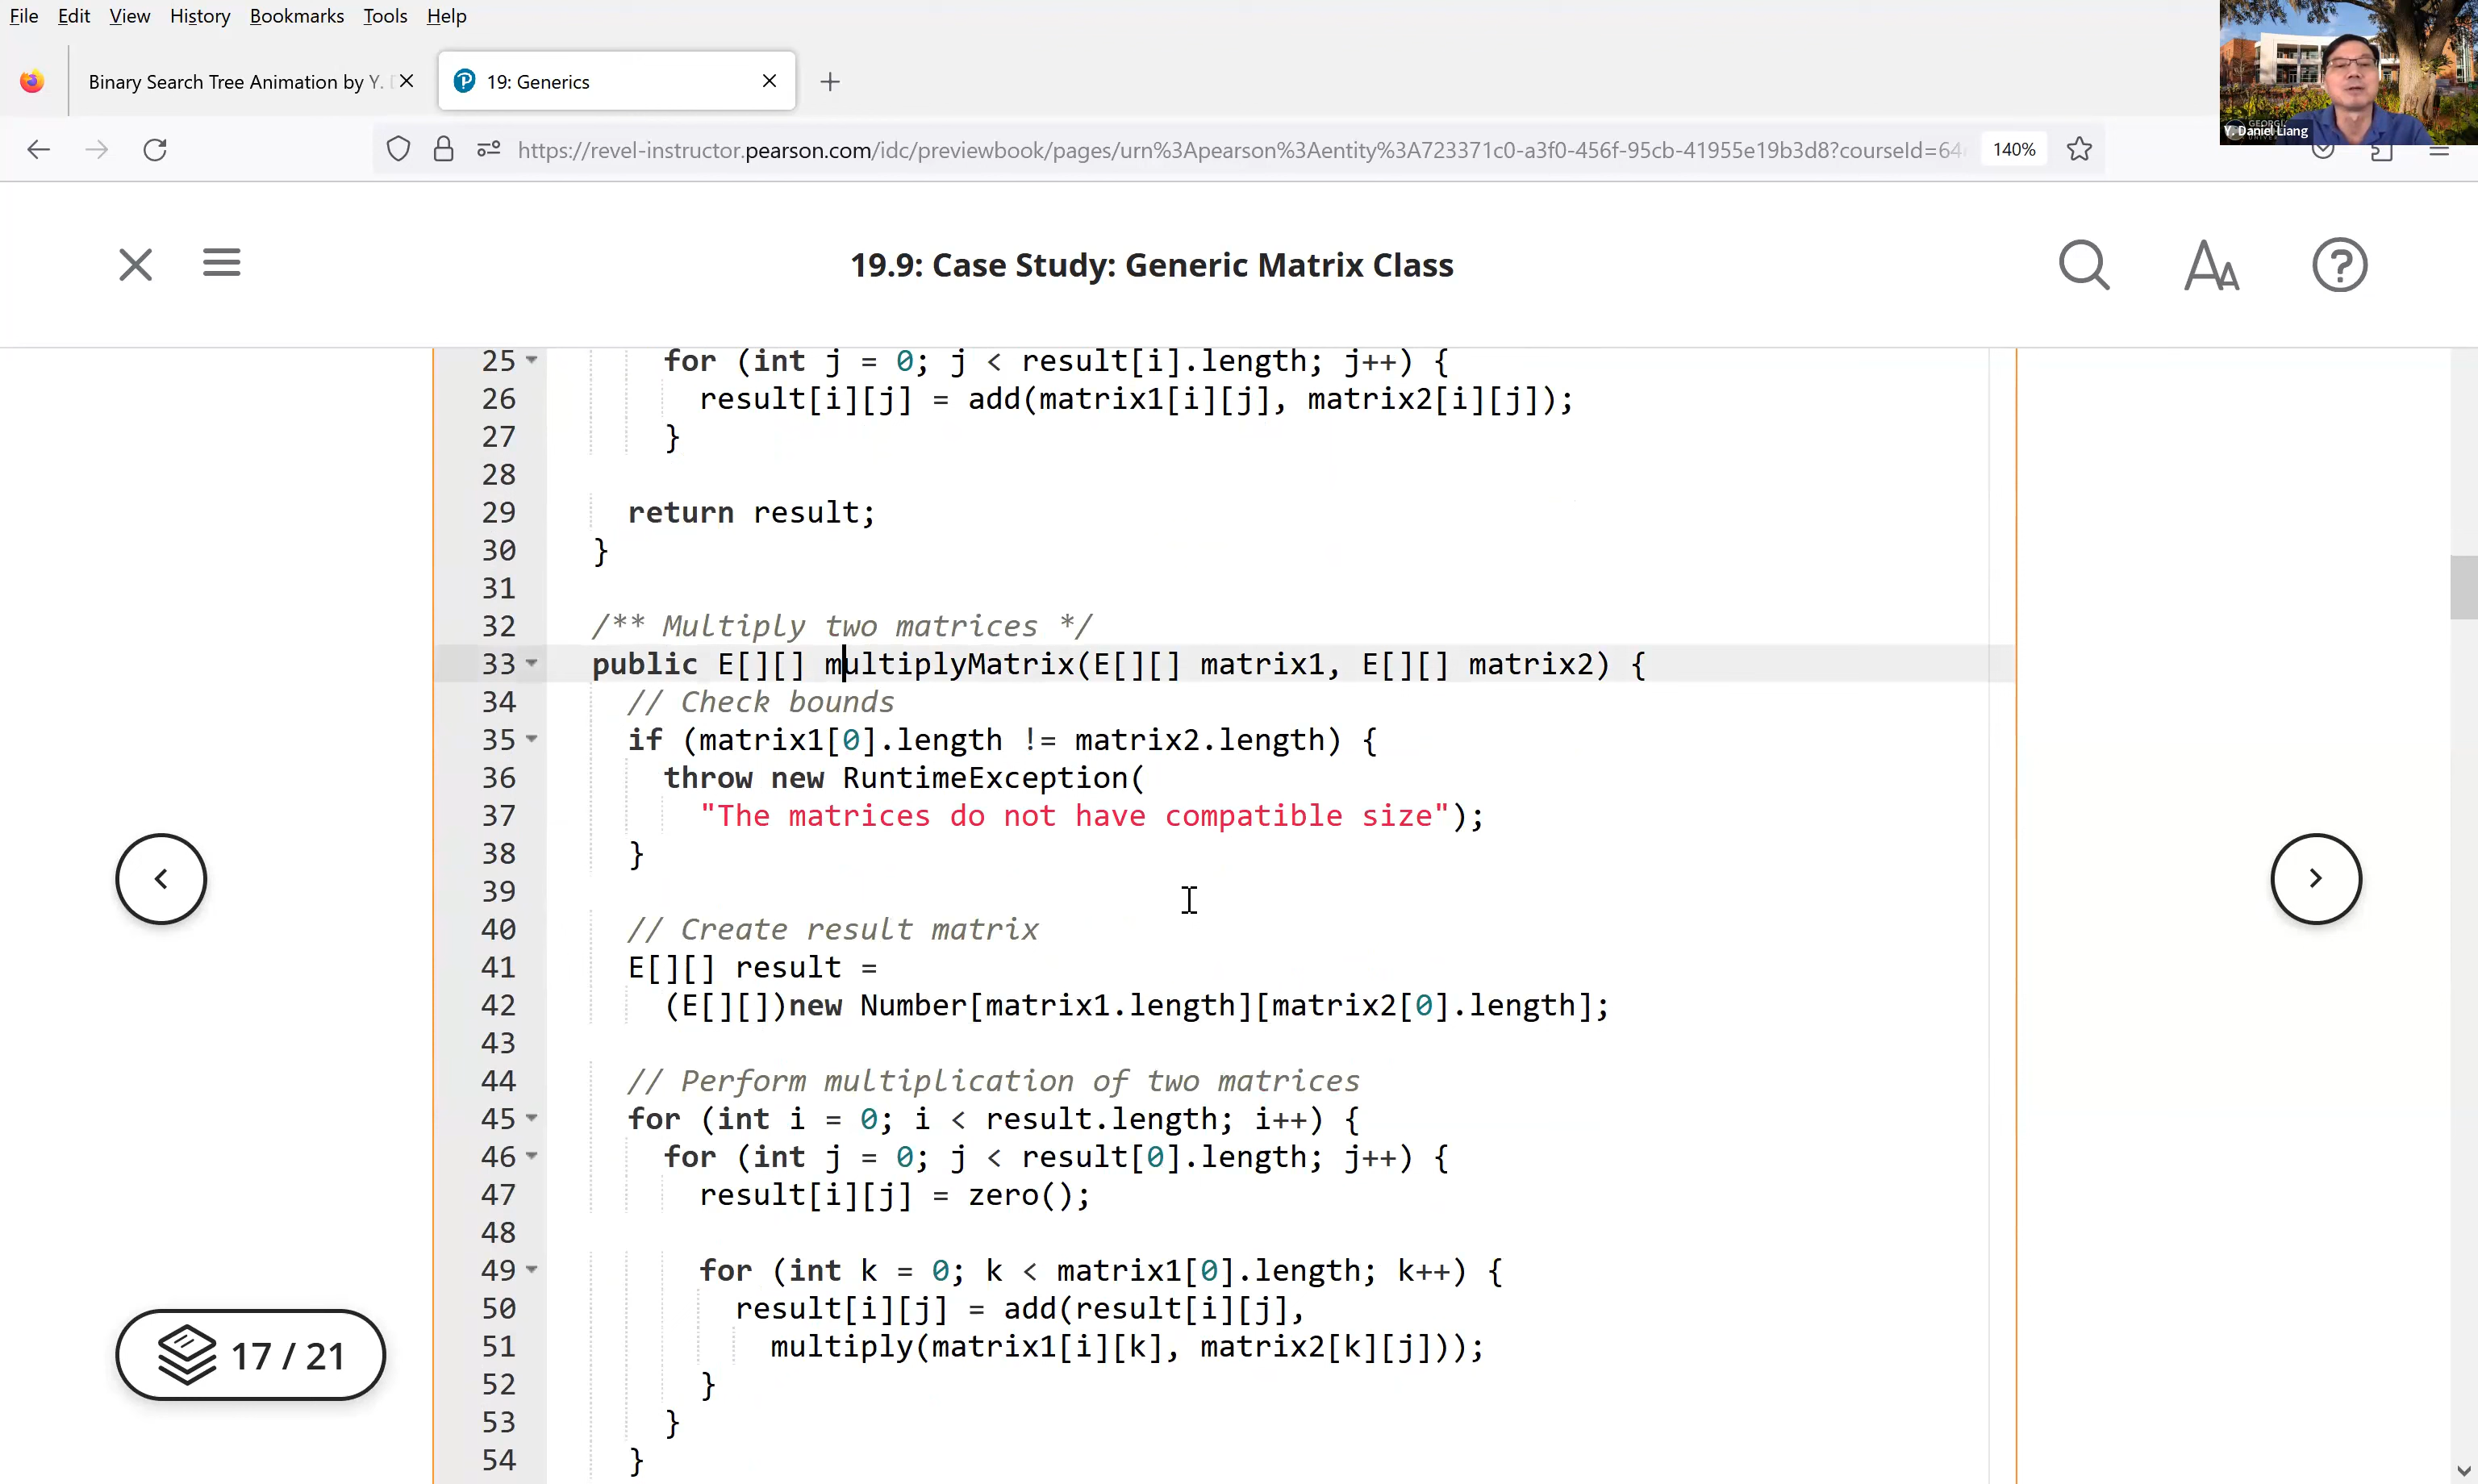 File Edit View History Bookmarks Tools Help
Binary Search Tree Animation by Y.
19: Generics
https://revel-instructor.pearson.com/idc/previewbook/pages/urn%3Apearson%3Aentity%3A723371c0-a3f0-456f-95cb-41955e19b3d8?courseId=64
140%
Y. Daniel Liang
19.9: Case Study: Generic Matrix Class
25 for (int j = 0; j < result[i].length; j++) {
26 result[i][j] = add(matrix1[i][j], matrix2[i][j]);
27 }
28
29 return result;
30 }
31
32 /** Multiply two matrices */
33 public E[][] multiplyMatrix(E[][] matrix1, E[][] matrix2) {
34 // Check bounds
35 if (matrix1[0].length != matrix2.length) {
36 throw new RuntimeException(
37 "The matrices do not have compatible size");
38 }
39
40 // Create result matrix
41 E[][] result =
42 (E[][])new Number[matrix1.length][matrix2[0].length];
43
44 // Perform multiplication of two matrices
45 for (int i = 0; i < result.length; i++) {
46 for (int j = 0; j < result[0].length; j++) {
47 result[i][j] = zero();
48
49 for (int k = 0; k < matrix1[0].length; k++) {
50 result[i][j] = add(result[i][j],
51 multiply(matrix1[i][k], matrix2[k][j]));
52 }
53 }
54 }
17 / 21